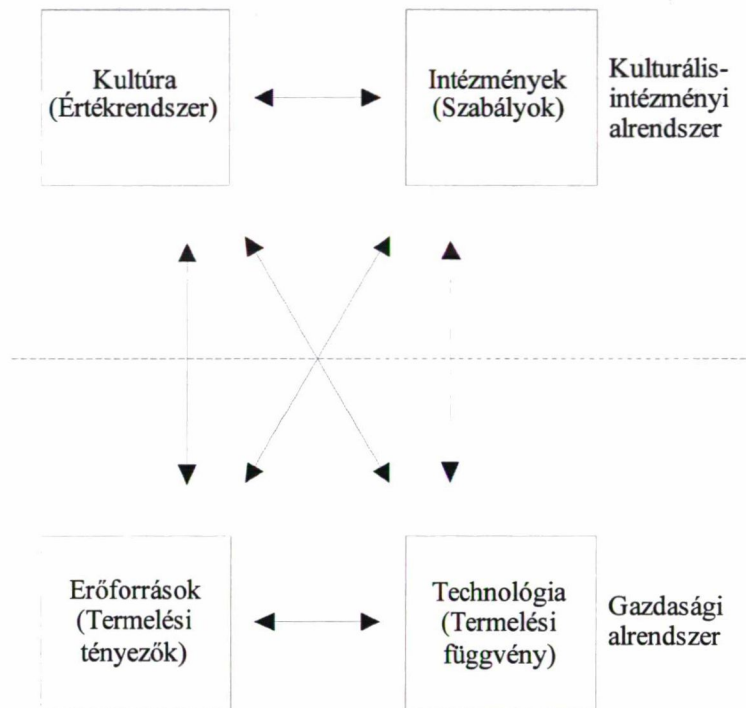 Kultúra
(Értékrendszer)
Intézmények
(Szabályok)
Kulturális-
intézményi
alrendszer
Erőforrások
(Termelési
tényezők)
Technológia
(Termelési
függvény)
Gazdasági
alrendszer